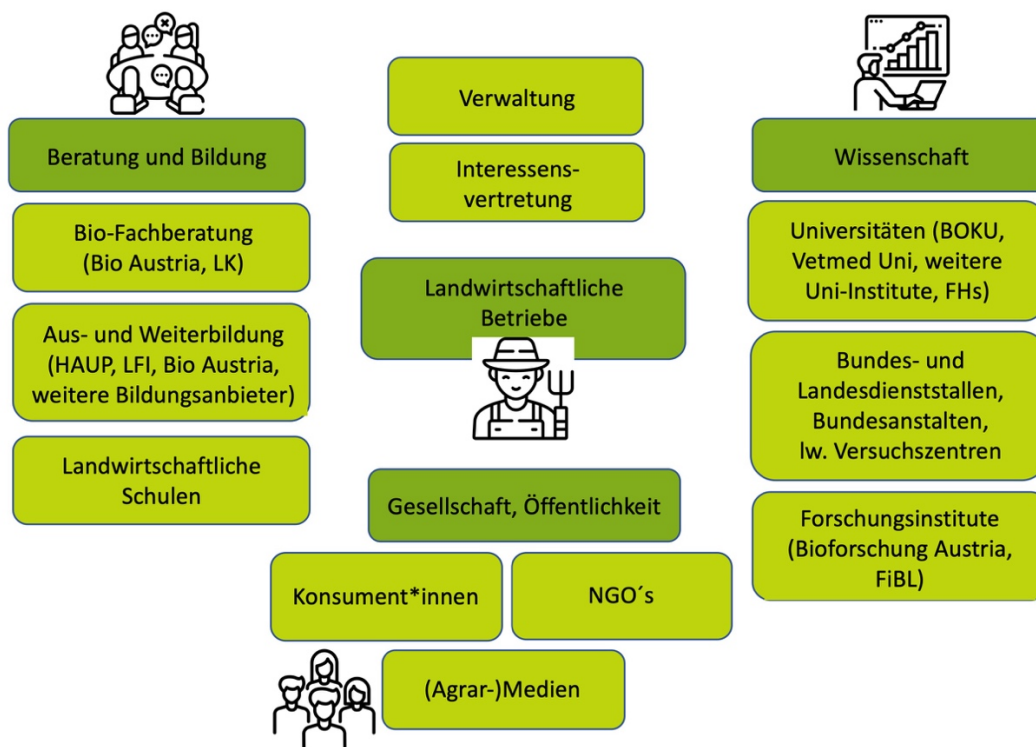 Beratung und Bildung
Bio-Fachberatung
(Bio Austria, LK)
Aus- und Weiterbildung
(HAUP, LFI, Bio Austria,
weitere Bildungsanbieter)
Landwirtschaftliche
Schulen
Verwaltung
Interessens-
vertretung
Landwirtschaftliche
Betriebe
Gesellschaft, Öffentlichkeit
Konsument*innen
NGO´s
(Agrar-)Medien
Wissenschaft
Universitäten (BOKU,
Vetmed Uni, weitere
Uni-Institute, FHs)
Bundes- und
Landesdienststallen,
Bundesanstalten,
lw. Versuchszentren
Forschungsinstitute
(Bioforschung Austria,
FiBL)